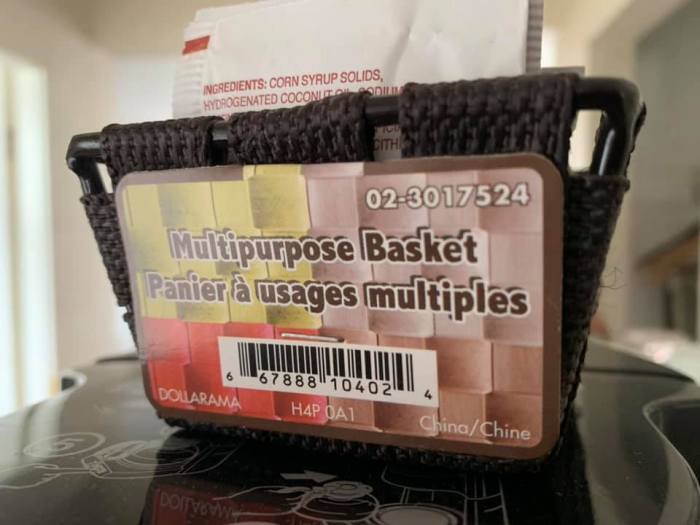 INGREDIENTS: CORN SYRUP SOLIDS,
HYDROGENATED COCONUT OIL, SODIUM
02-3017524
Multipurpose Basket
Panier à usages multiples
6 67888 10402 4
DOLLARAMA
H4P 0A1
China/Chine